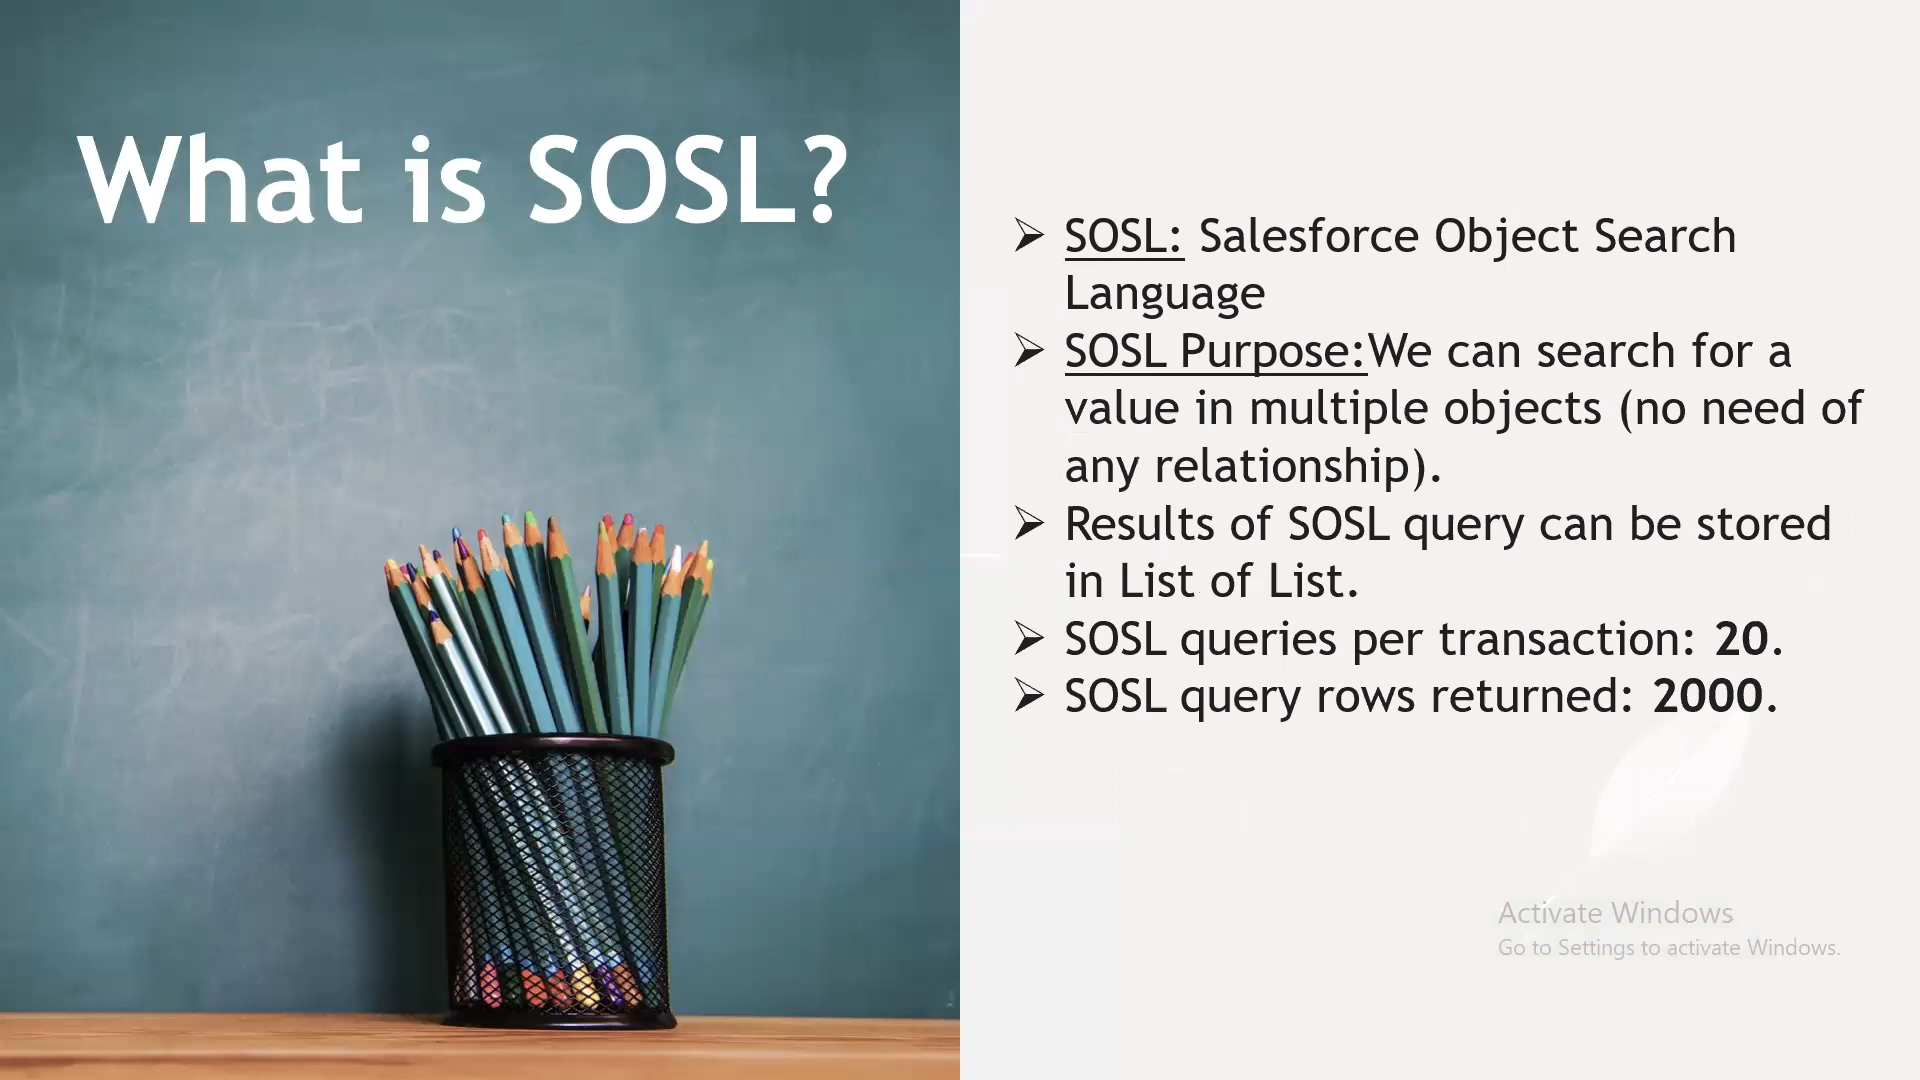 What is SOSL?
➢ SOSL: Salesforce Object Search
Language
➢ SOSL Purpose:We can search for a
value in multiple objects (no need of
any relationship).
➢ Results of SOSL query can be stored
in List of List.
➢ SOSL queries per transaction: 20.
➢ SOSL query rows returned: 2000.
Activate Windows
Go to Settings to activate Windows.